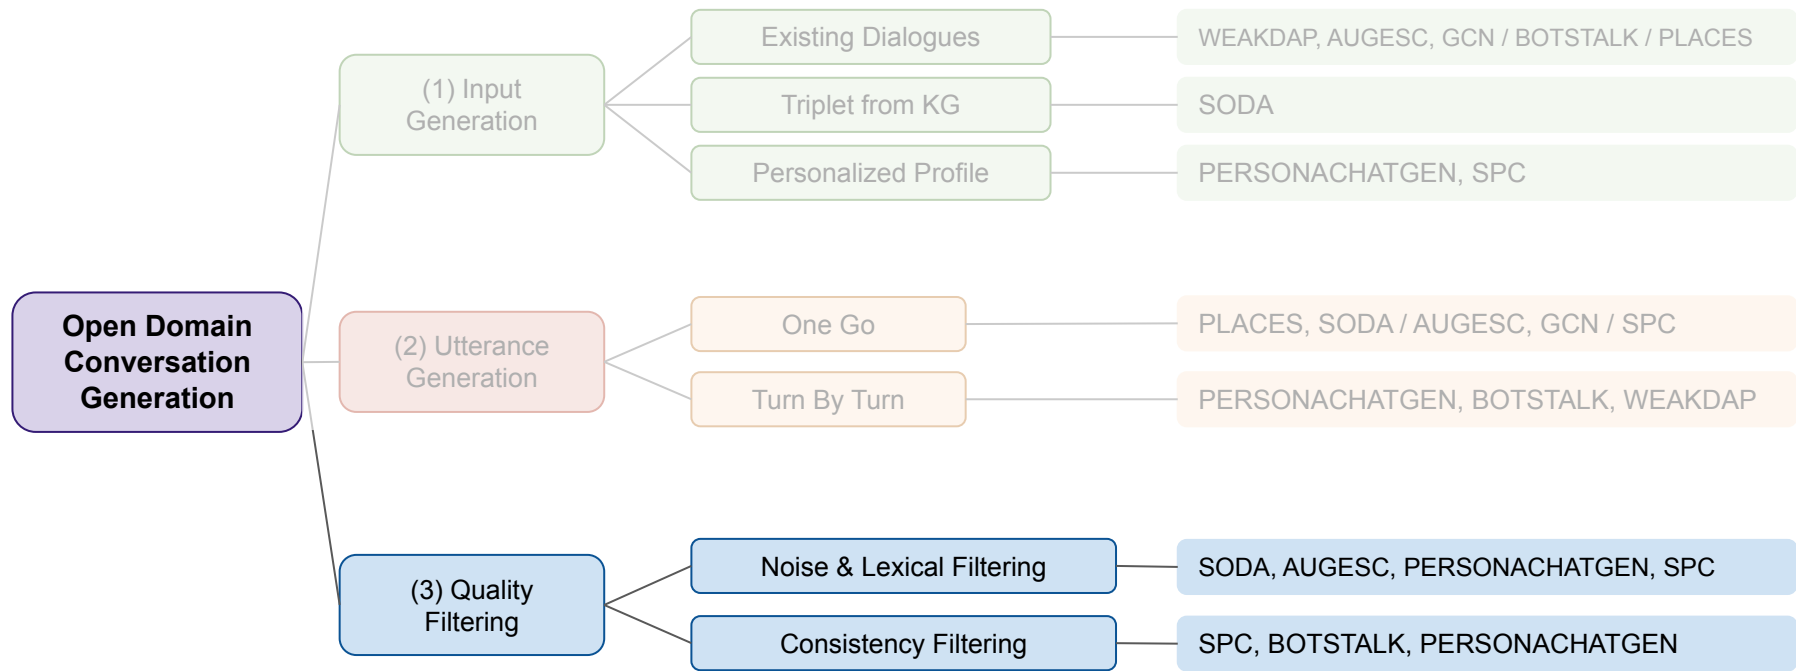 Existing Dialogues
WEAKDAP, AUGESC, GCN / BOTSTALK / PLACES
(1) Input
Generation
Triplet from KG
SODA
Personalized Profile
PERSONACHATGEN, SPC
Open Domain
Conversation
Generation
(2) Utterance
Generation
One Go
PLACES, SODA / AUGESC, GCN / SPC
Turn By Turn
PERSONACHATGEN, BOTSTALK, WEAKDAP
(3) Quality
Filtering
Noise & Lexical Filtering
SODA, AUGESC, PERSONACHATGEN, SPC
Consistency Filtering
SPC, BOTSTALK, PERSONACHATGEN